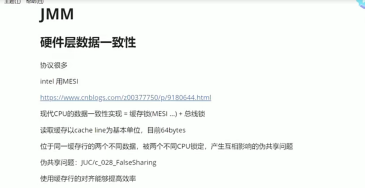 JMM
硬件层数据一致性
协议很多
intel 用MESI
https://www.cnblogs.com/z00377750/p/9180644.html
现代CPU的数据一致性实现 = 缓存锁(MESI ...) + 总线锁
读取缓存以cache line为基本单位，目前64bytes
位于同一缓存行的两个不同数据，被两个不同CPU锁定，产生互相影响的伪共享问题
伪共享问题：JUC/c_028_FalseSharing
使用缓存行的对齐能够提高效率